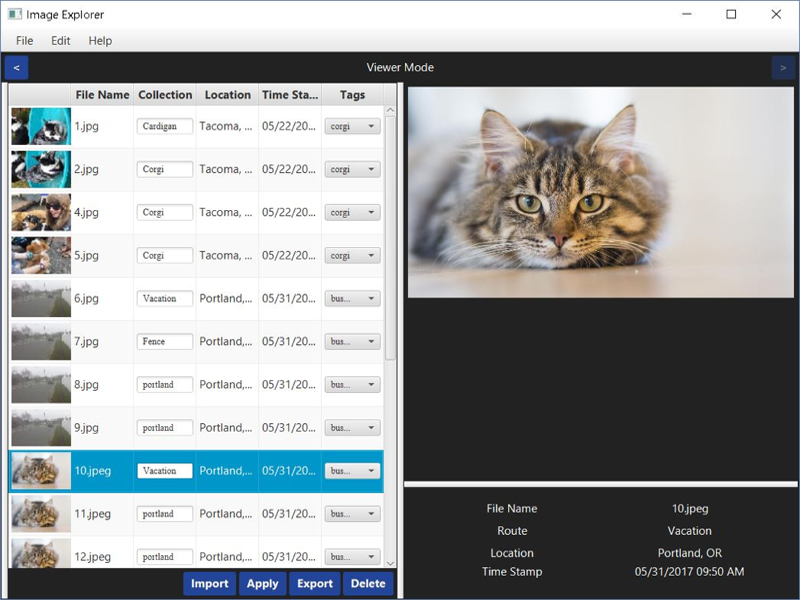 Image Explorer
File Edit Help
< Viewer Mode >
File Name Collection Location Time Sta... Tags
1.jpg Cardigan Tacoma, ... 05/22/20... corgi
2.jpg Corgi Tacoma, ... 05/22/20... corgi
4.jpg Corgi Tacoma, ... 05/22/20... corgi
5.jpg Corgi Tacoma, ... 05/22/20... corgi
6.jpg Vacation Portland,... 05/31/20... bus...
7.jpg Fence Portland,... 05/31/20... bus...
8.jpg portland Portland,... 05/31/20... bus...
9.jpg portland Portland,... 05/31/20... bus...
10.jpeg Vacation Portland,... 05/31/20... bus...
11.jpeg portland Portland,... 05/31/20... bus...
12.jpeg portland Portland,... 05/31/20... bus...
Import Apply Export Delete
File Name 10.jpeg
Route Vacation
Location Portland, OR
Time Stamp 05/31/2017 09:50 AM